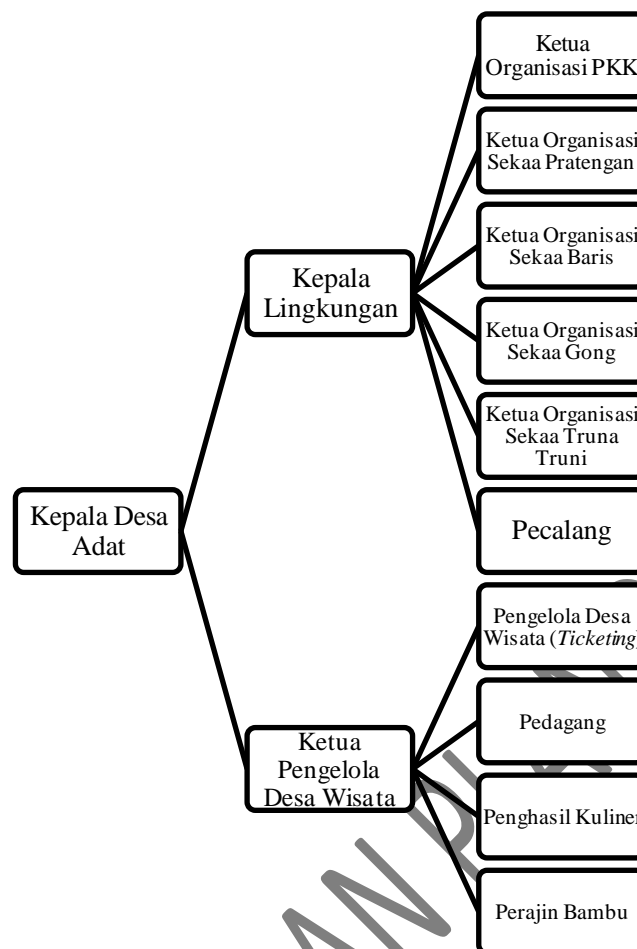 Ketua
Organisasi PKK
Ketua Organisasi
Sekaa Pratengan
Ketua Organisasi
Sekaa Baris
Kepala
Lingkungan
Ketua Organisasi
Sekaa Gong
Ketua Organisasi
Sekaa Truna
Truni
Kepala Desa
Adat
Pecalang
Pengelola Desa
Wisata (Ticketing)
Ketua
Pengelola
Desa Wisata
Pedagang
Penghasil Kuliner
Perajin Bambu